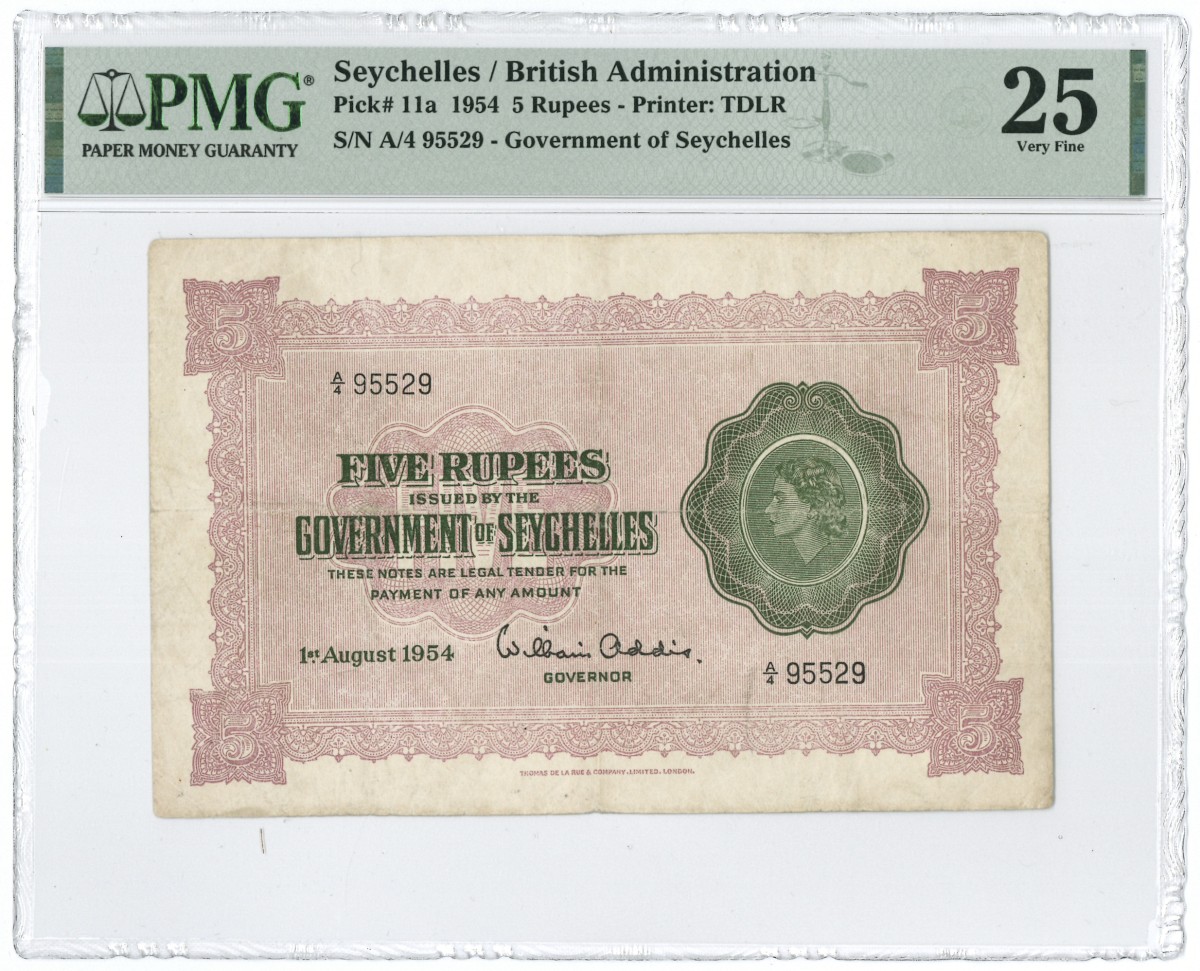 PMG®
PAPER MONEY GUARANTY
Seychelles / British Administration
Pick# 11a 1954 5 Rupees - Printer: TDLR
S/N A/4 95529 - Government of Seychelles
25
Very Fine
5
5
A/4 95529
FIVE RUPEES
ISSUED BY THE
GOVERNMENT OF SEYCHELLES
THESE NOTES ARE LEGAL TENDER FOR THE
PAYMENT OF ANY AMOUNT
1st August 1954
William Addis.
GOVERNOR
A/4 95529
5
5
THOMAS DE LA RUE & COMPANY, LIMITED, LONDON.